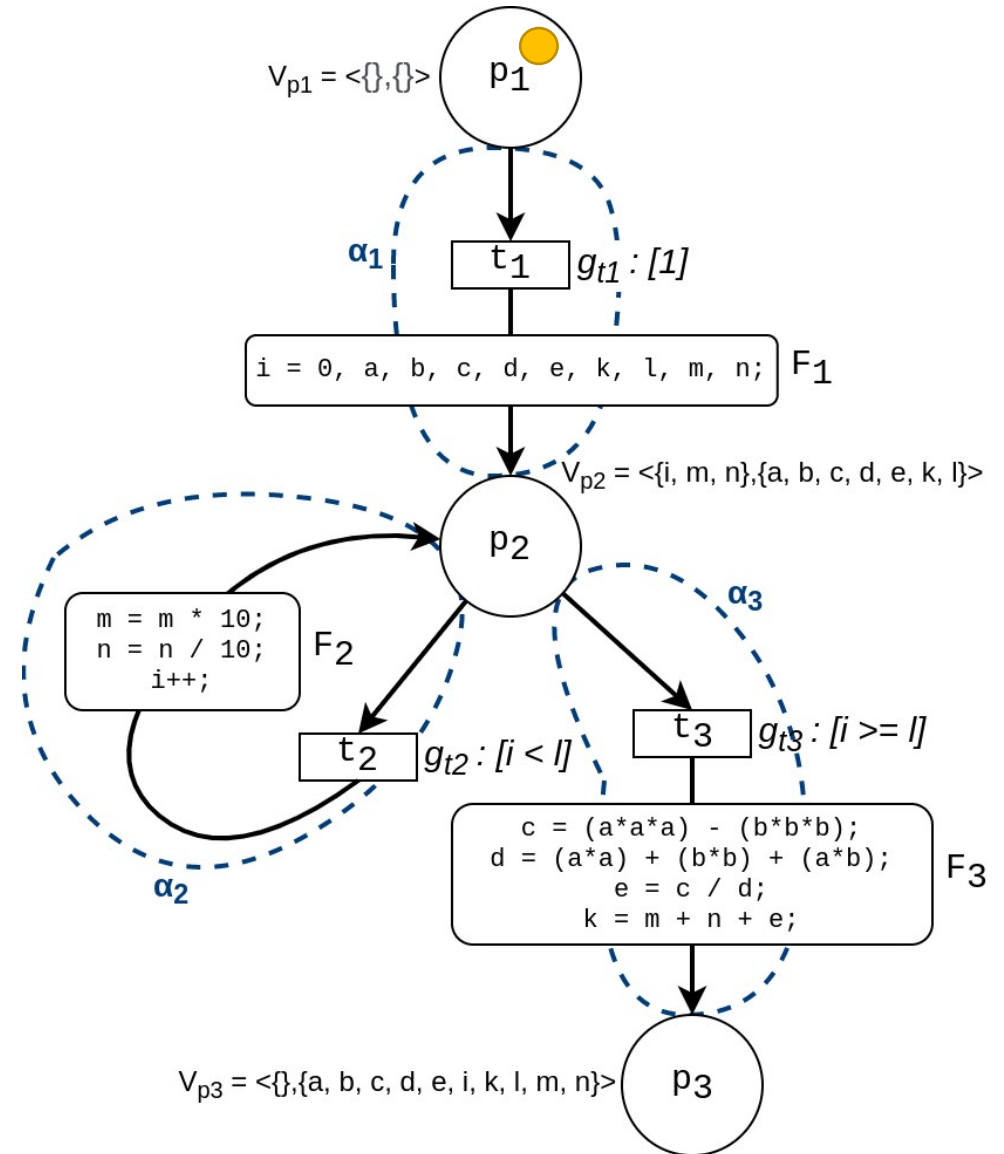 p1
Vp1 = <{},{}>
α1
t1
gt1 : [1]
i = 0, a, b, c, d, e, k, l, m, n;
F1
Vp2 = <{i, m, n},{a, b, c, d, e, k, l}>
p2
α3
m = m * 10;
n = n / 10;
i++;
F2
t2
gt2 : [i < l]
t3
gt3 : [i >= l]
α2
c = (a*a*a) - (b*b*b);
d = (a*a) + (b*b) + (a*b);
e = c / d;
k = m + n + e;
F3
Vp3 = <{},{a, b, c, d, e, i, k, l, m, n}>
p3